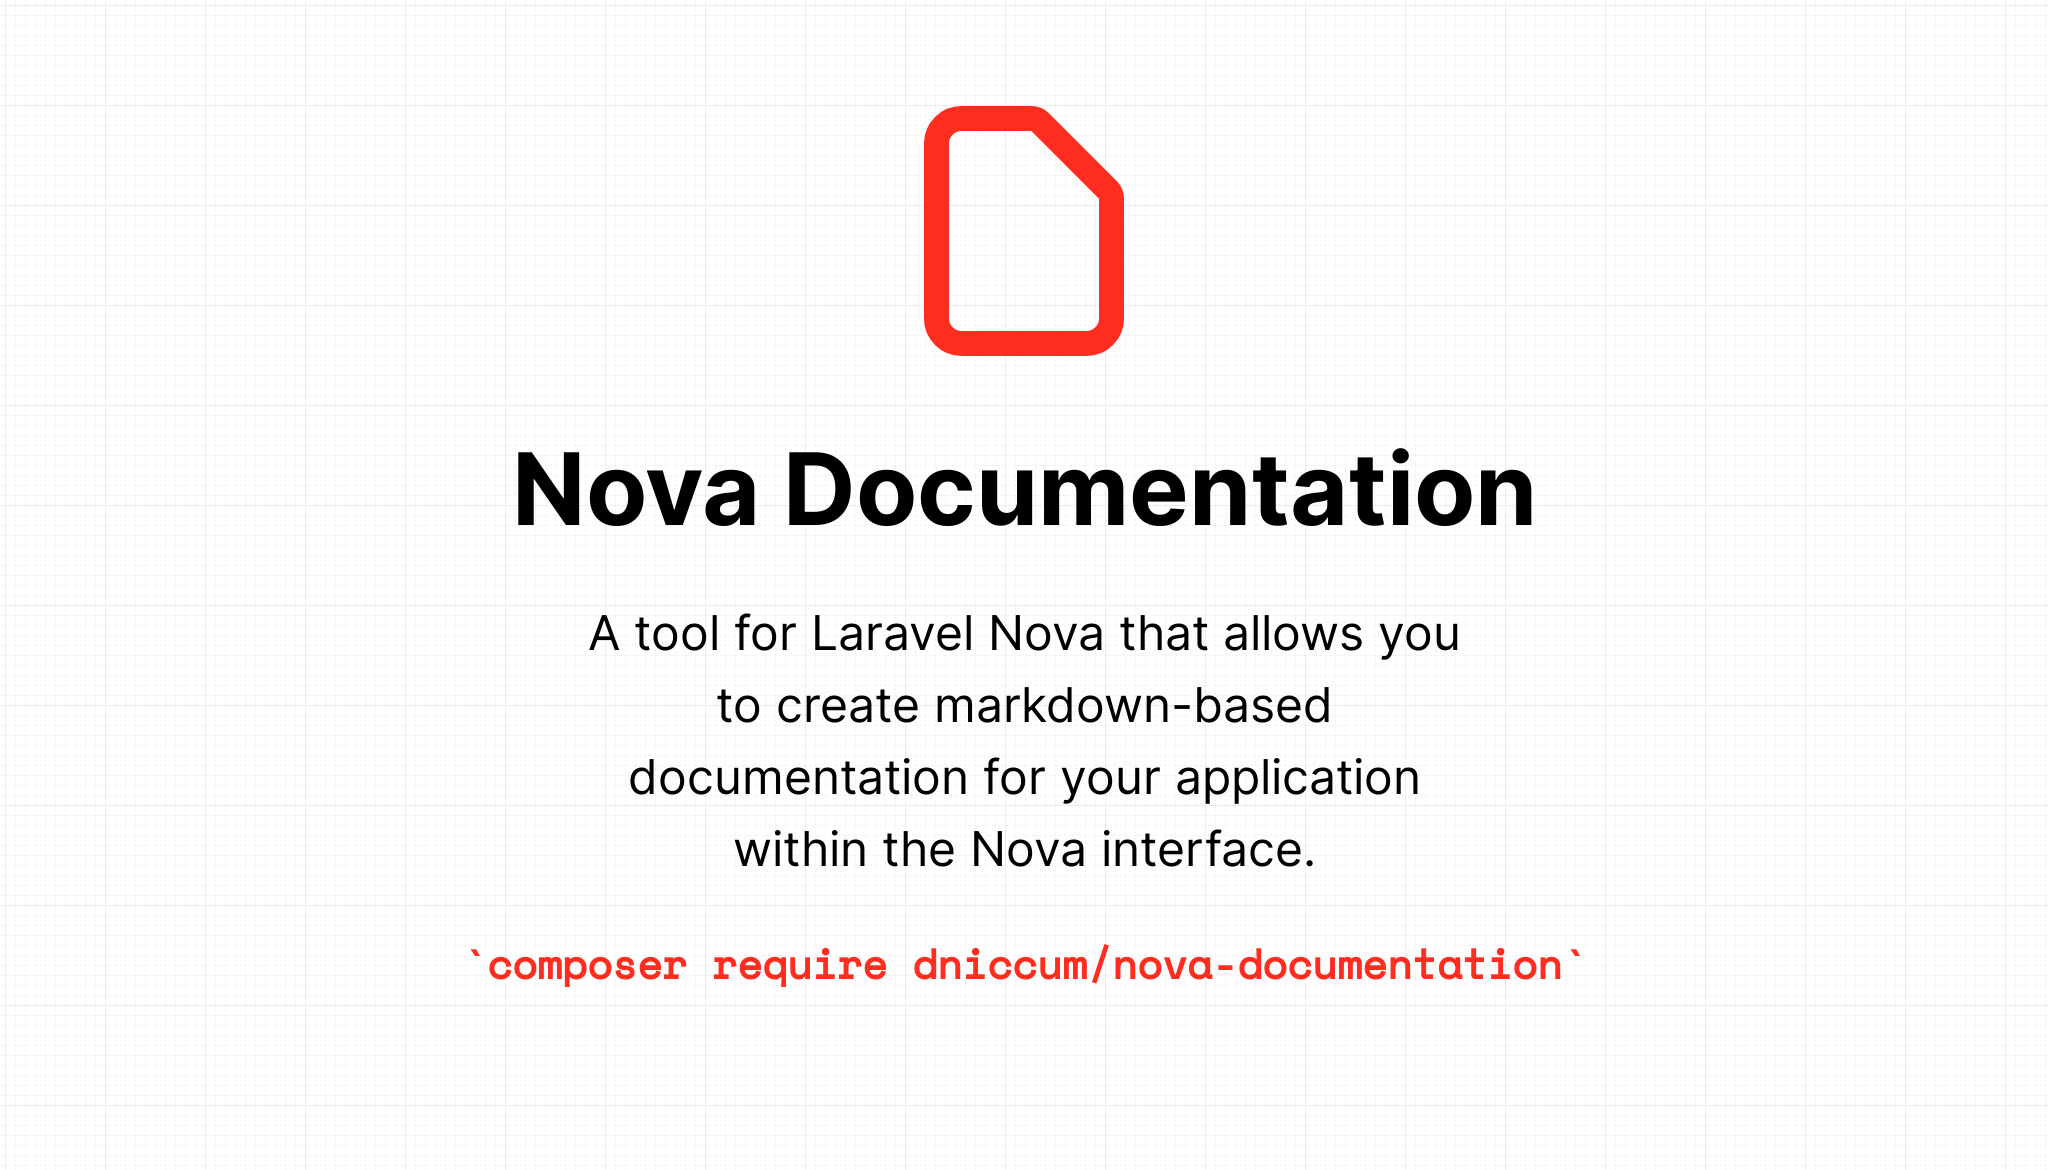 Nova Documentation
A tool for Laravel Nova that allows you
to create markdown-based
documentation for your application
within the Nova interface.
`composer require dniccum/nova-documentation`